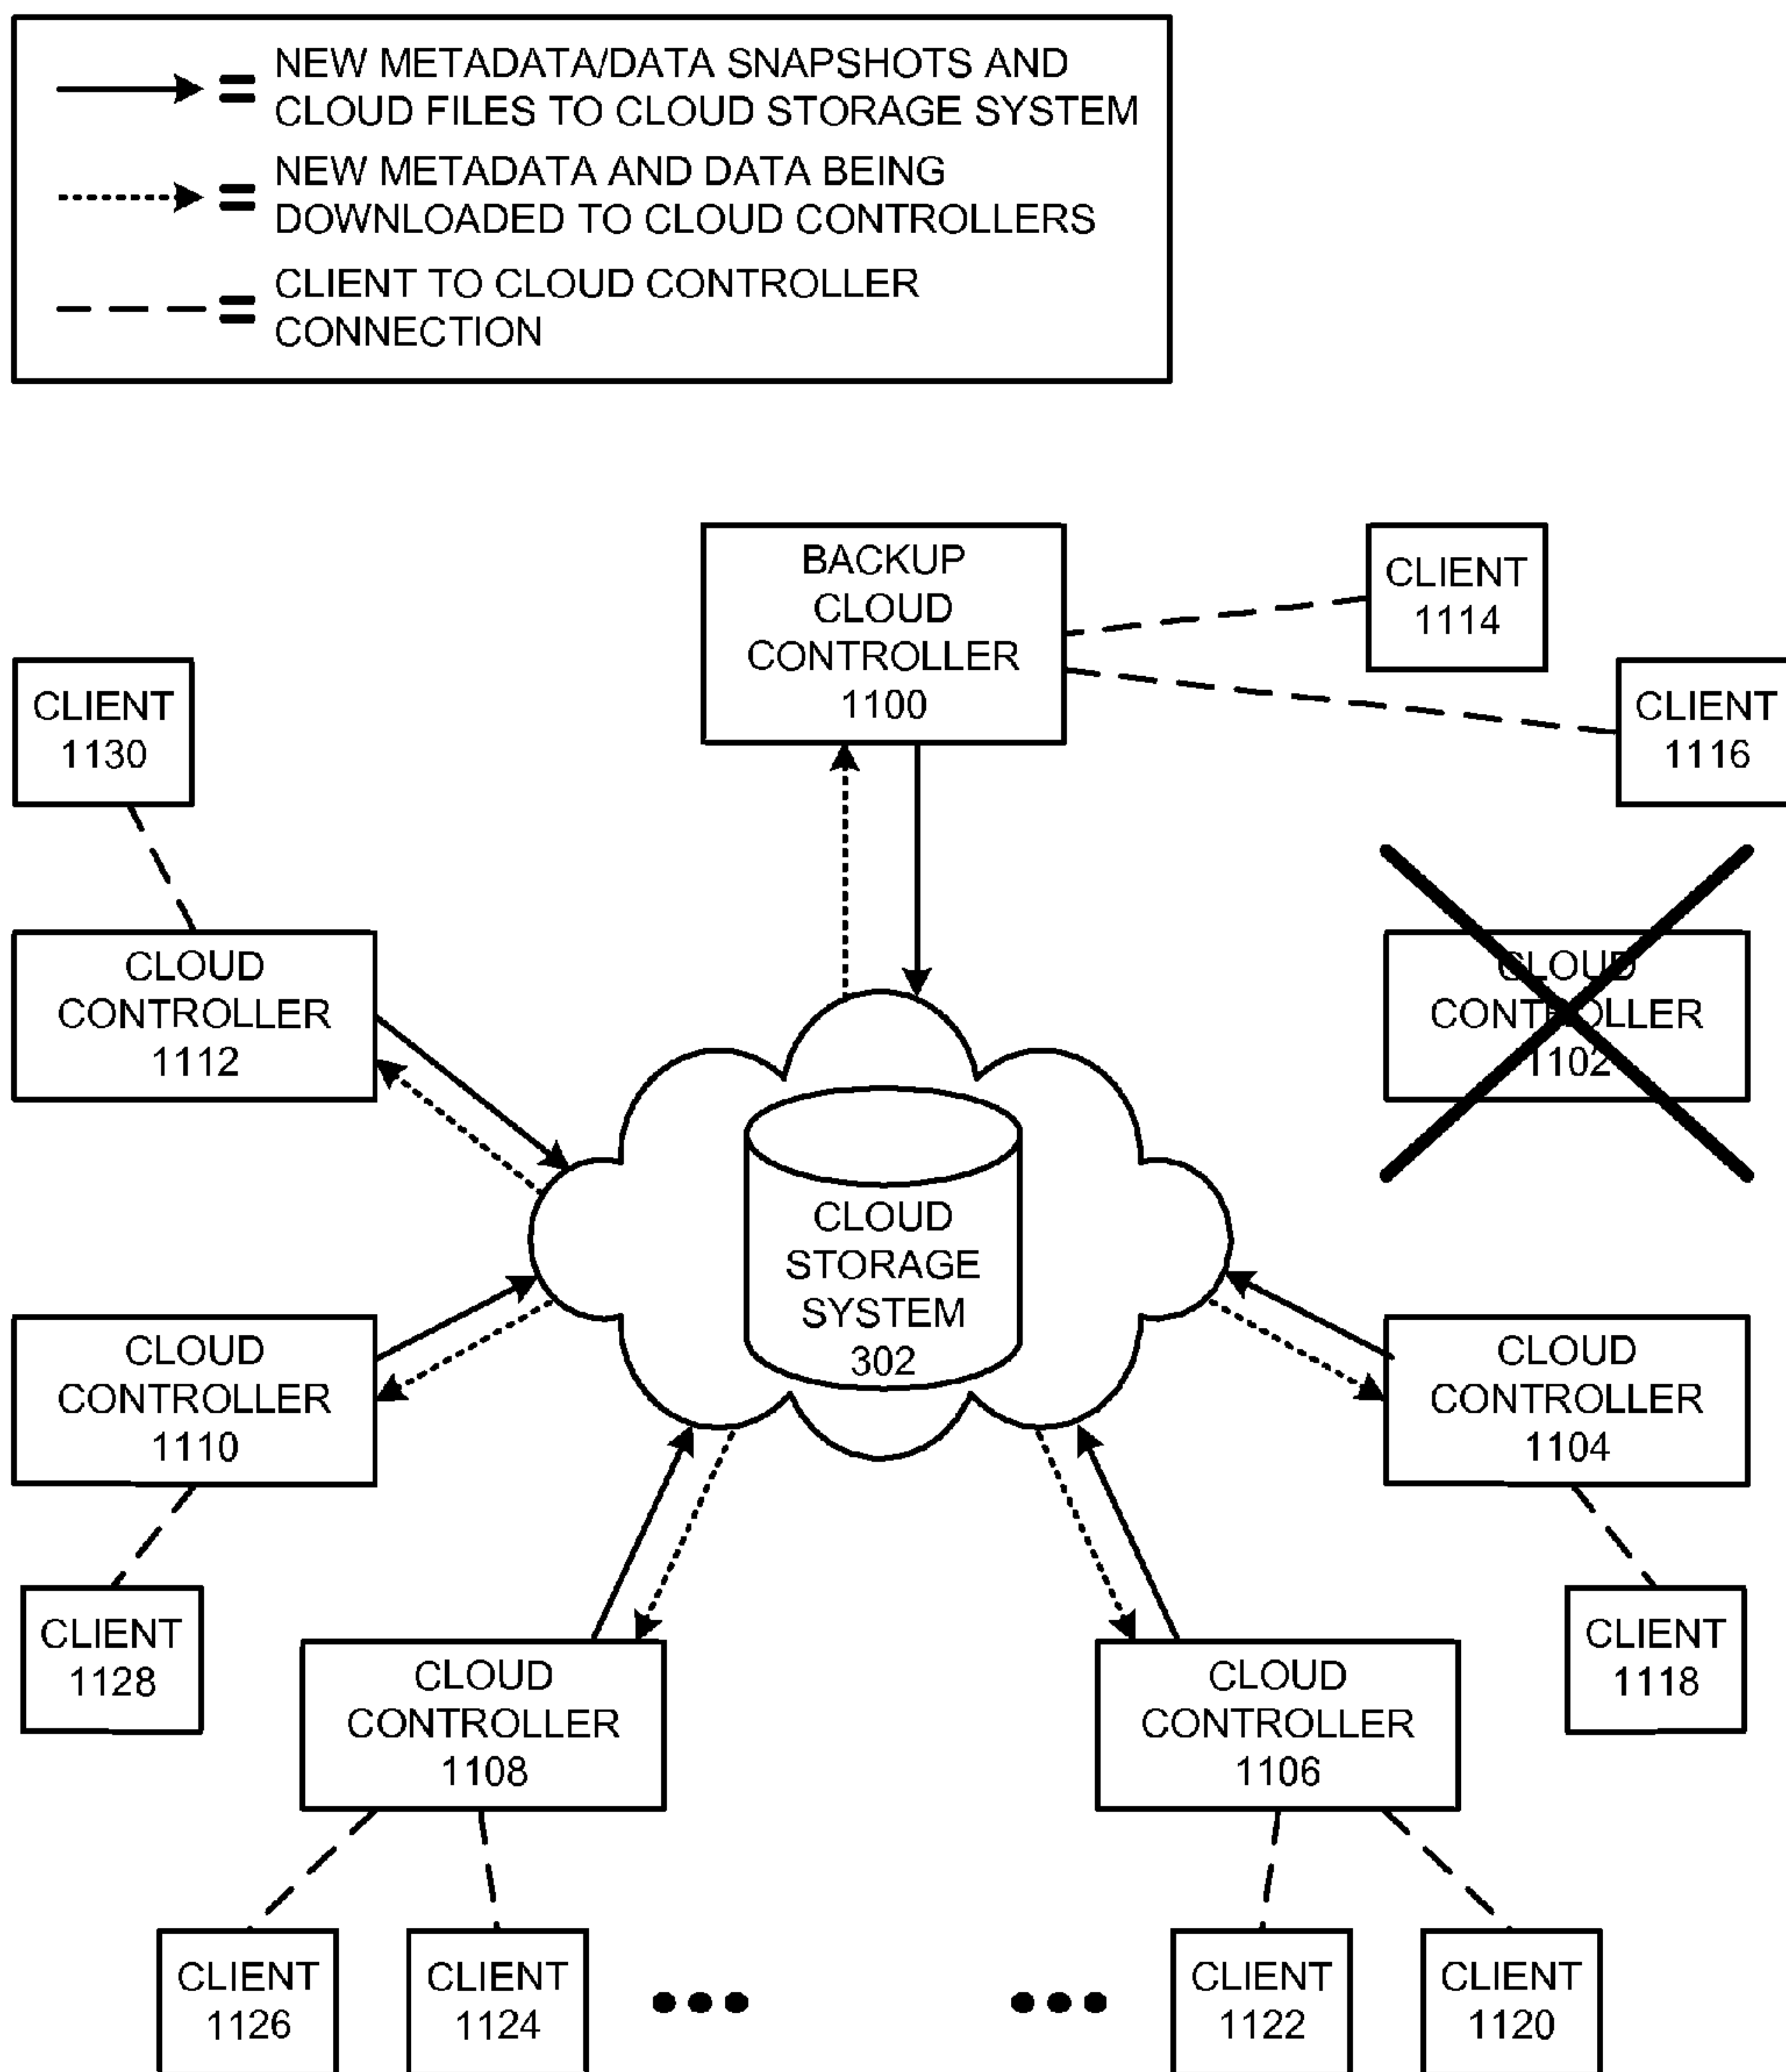 NEW METADATA/DATA SNAPSHOTS AND
CLOUD FILES TO CLOUD STORAGE SYSTEM
NEW METADATA AND DATA BEING
DOWNLOADED TO CLOUD CONTROLLERS
CLIENT TO CLOUD CONTROLLER
CONNECTION
BACKUP
CLOUD
CONTROLLER
1100
CLIENT
1114
CLIENT
1116
CLIENT
1130
CLOUD
CONTROLLER
1112
CLOUD
CONTROLLER
1102
CLOUD
STORAGE
SYSTEM
302
CLOUD
CONTROLLER
1110
CLOUD
CONTROLLER
1104
CLIENT
1128
CLIENT
1118
CLOUD
CONTROLLER
1108
CLOUD
CONTROLLER
1106
CLIENT
1126
CLIENT
1124
CLIENT
1122
CLIENT
1120